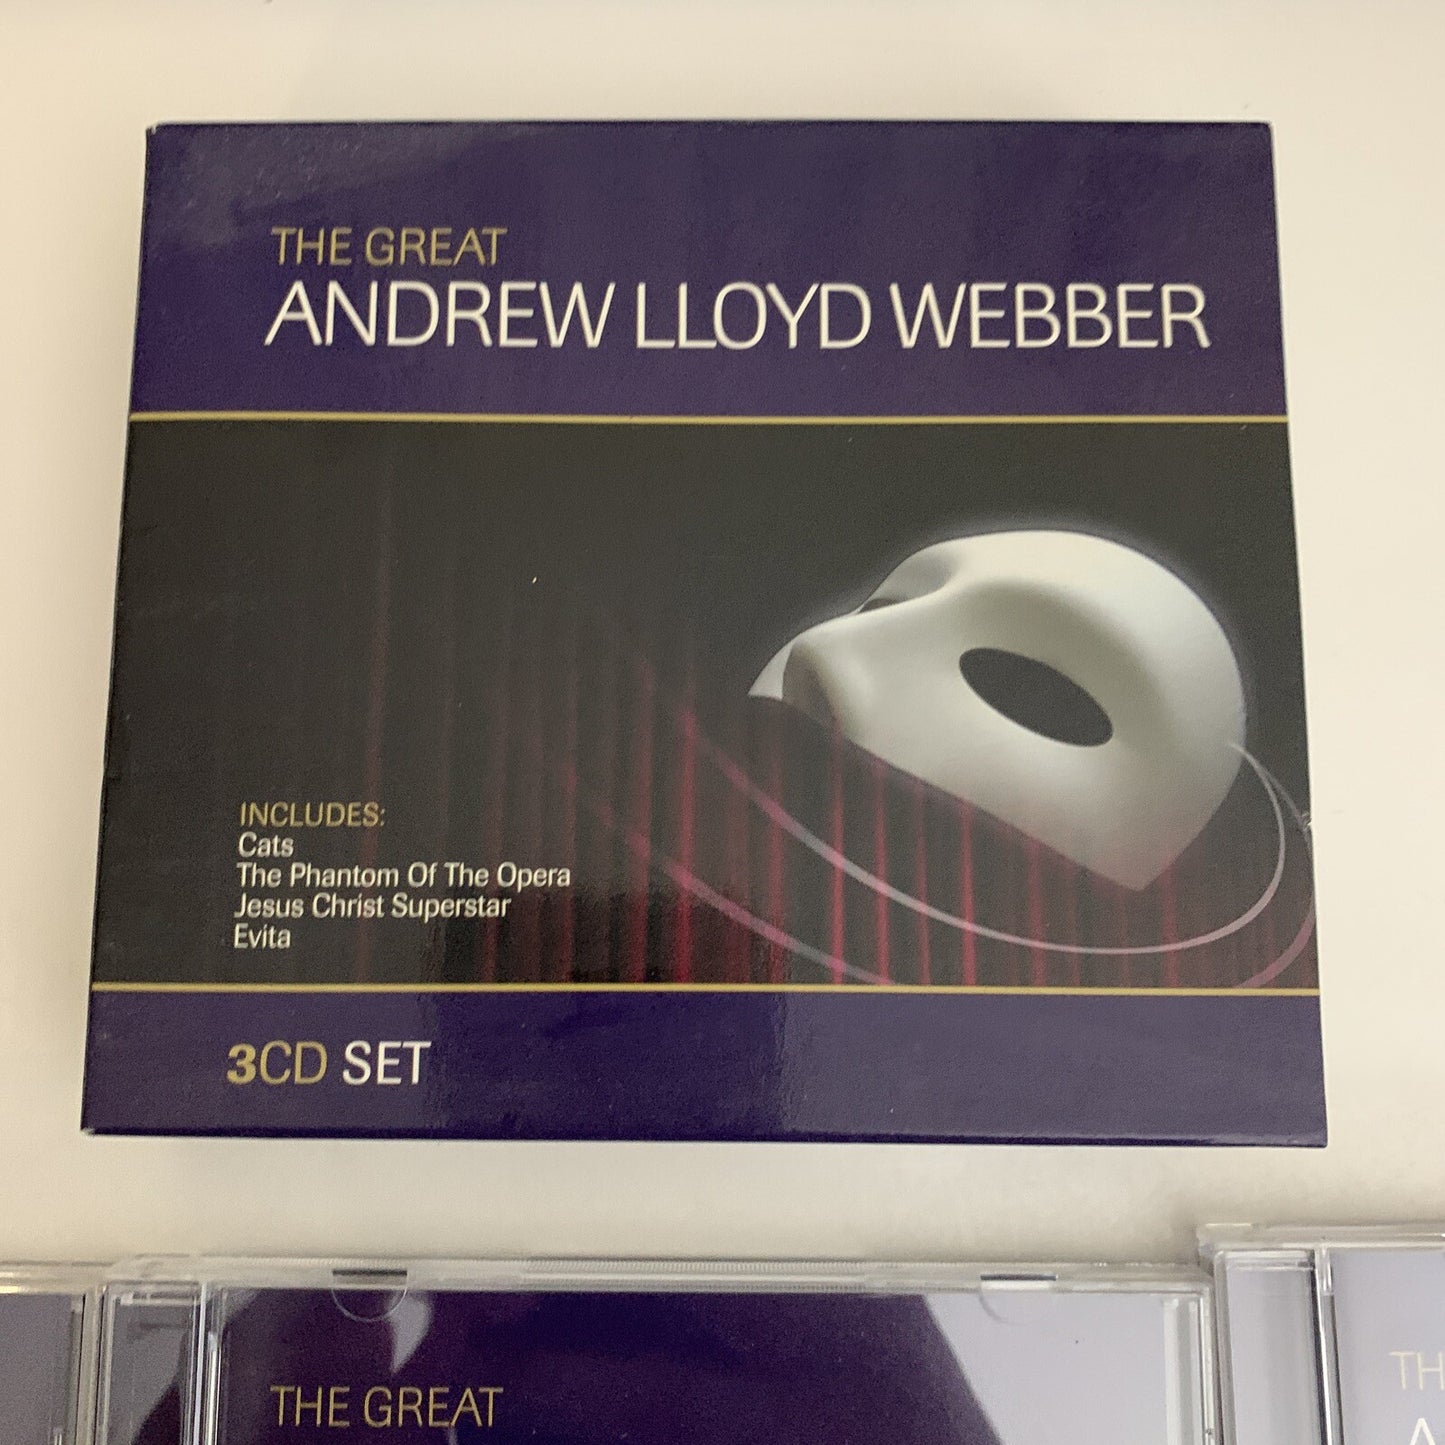 THE GREAT
ANDREW LLOYD WEBBER
INCLUDES:
Cats
The Phantom Of The Opera
Jesus Christ Superstar
Evita
3CD SET
THE GREAT
TH
A